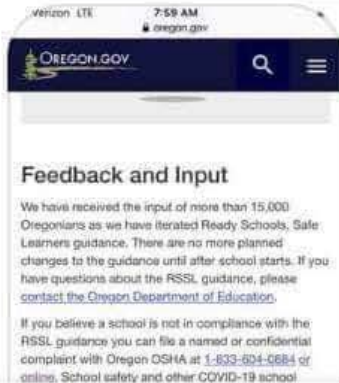 Verizon LTE 7:59 AM
oregon.gov
OREGON.GOV
Feedback and Input
We have received the input of more than 15,000
Oregonians as we have iterated Ready Schools, Safe
Learners guidance. There are no more planned
changes to the guidance until after school starts. If you
have questions about the RSSL guidance, please
contact the Oregon Department of Education.
If you believe a school is not in compliance with the
RSSL guidance you can file a named or confidential
complaint with Oregon OSHA at 1-833-604-0884 or
online. School safety and other COVID-19 school